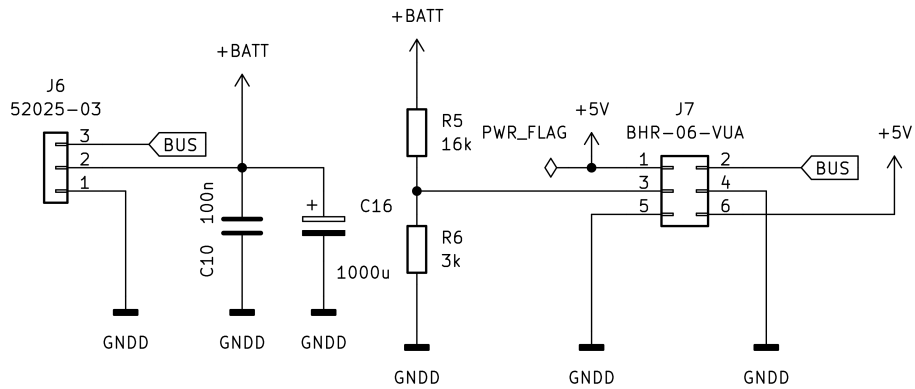 +BATT
+BATT
J6
52025-03
3
BUS
2
1
100n
C10
+
C16
1000u
GNDD
GNDD
GNDD
R5
16k
R6
3k
GNDD
PWR_FLAG
+5V
J7
BHR-06-VUA
+5V
1
2
BUS
3
4
5
6
GNDD
GNDD